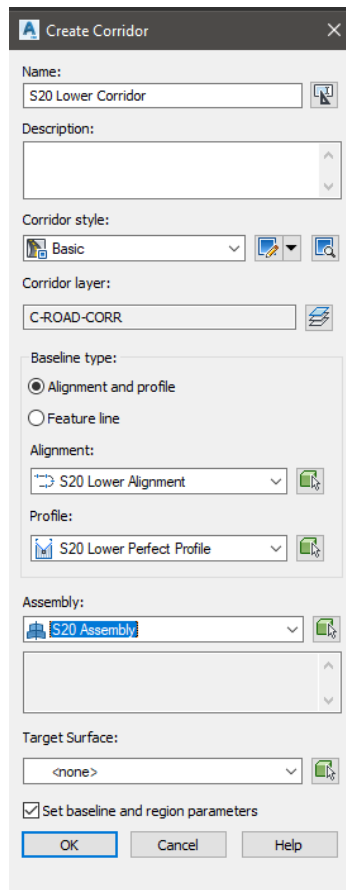 Create Corridor
Name:
S20 Lower Corridor
Description:
Corridor style:
Basic
Corridor layer:
C-ROAD-CORR
Baseline type:
Alignment and profile
Feature line
Alignment:
S20 Lower Alignment
Profile:
S20 Lower Perfect Profile
Assembly:
S20 Assembly
Target Surface:
<none>
Set baseline and region parameters
OK Cancel Help